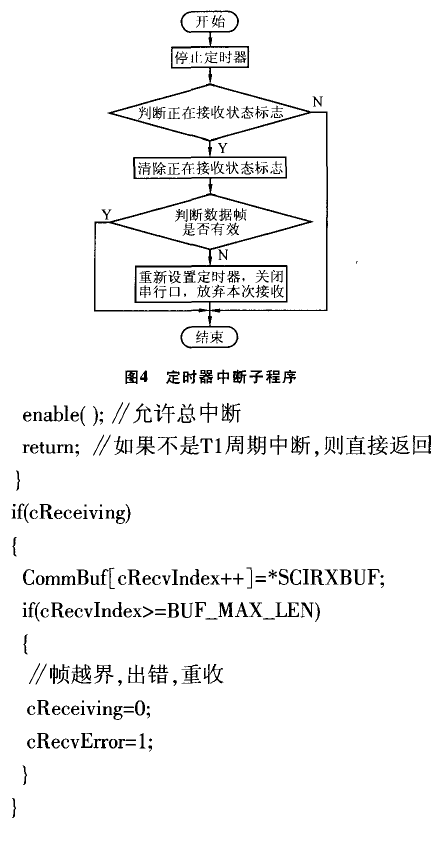 开始
停止定时器
判断正在接收状态标志
N
Y
清除正在接收状态标志
Y
判断数据帧
是否有效
N
重新设置定时器，关闭
串行口，放弃本次接收
结束
图4 定时器中断子程序
enable( ); //允许总中断
return; //如果不是T1周期中断,则直接返回
}
if(cReceiving)
{
CommBuf[cRecvIndex++]=*SCIRXBUF;
if(cRecvIndex>=BUF_MAX_LEN)
{
//帧越界,出错,重收
cReceiving=0;
cRecvError=1;
}
}